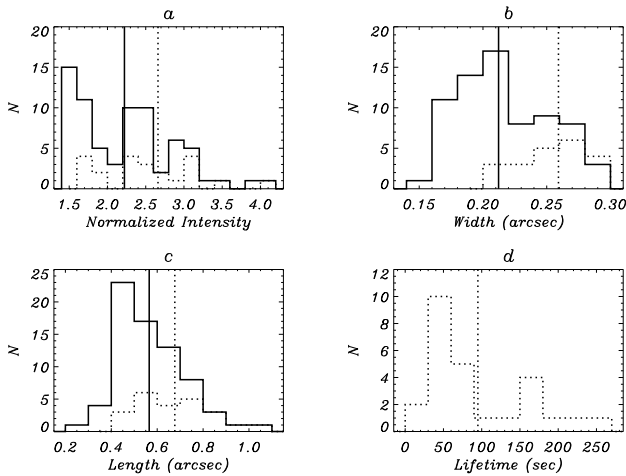 a
20
15
10
5
0
N
1.5 2.0 2.5 3.0 3.5 4.0
Normalized Intensity
b
20
15
10
5
0
N
0.15 0.20 0.25 0.30
Width (arcsec)
c
25
20
15
10
5
0
N
0.2 0.4 0.6 0.8 1.0
Length (arcsec)
d
12
10
8
6
4
2
0
N
0 50 100 150 200 250
Lifetime (sec)